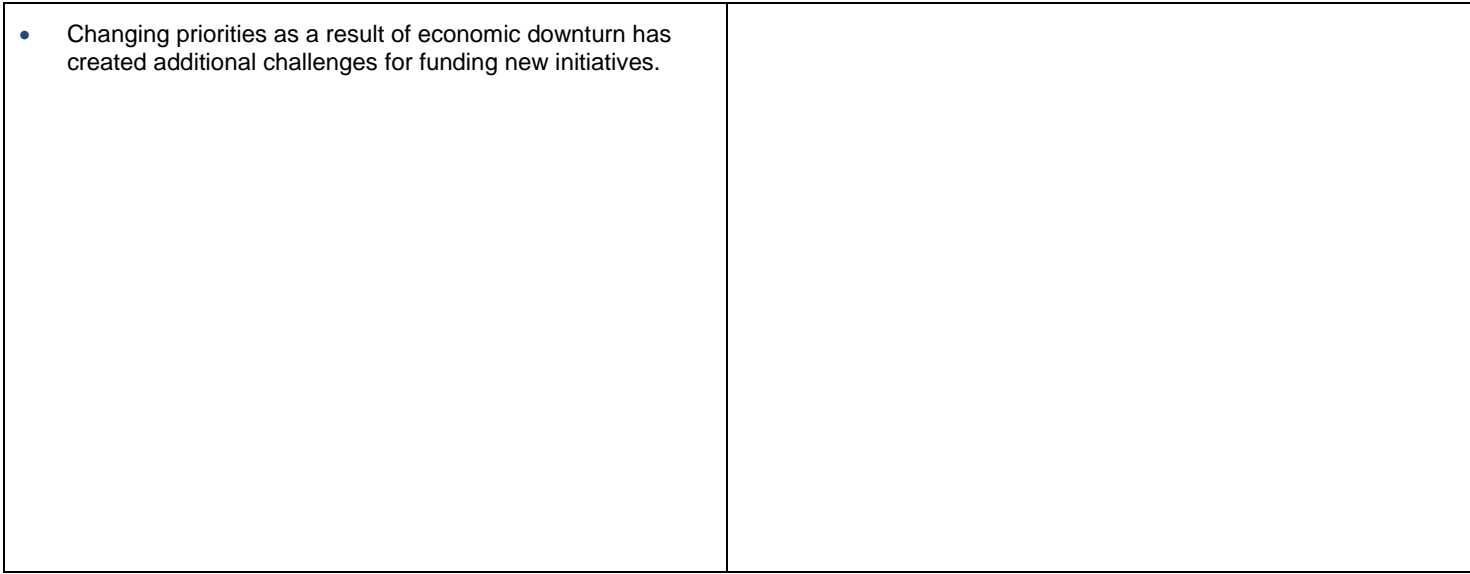 • Changing priorities as a result of economic downturn has
created additional challenges for funding new initiatives.